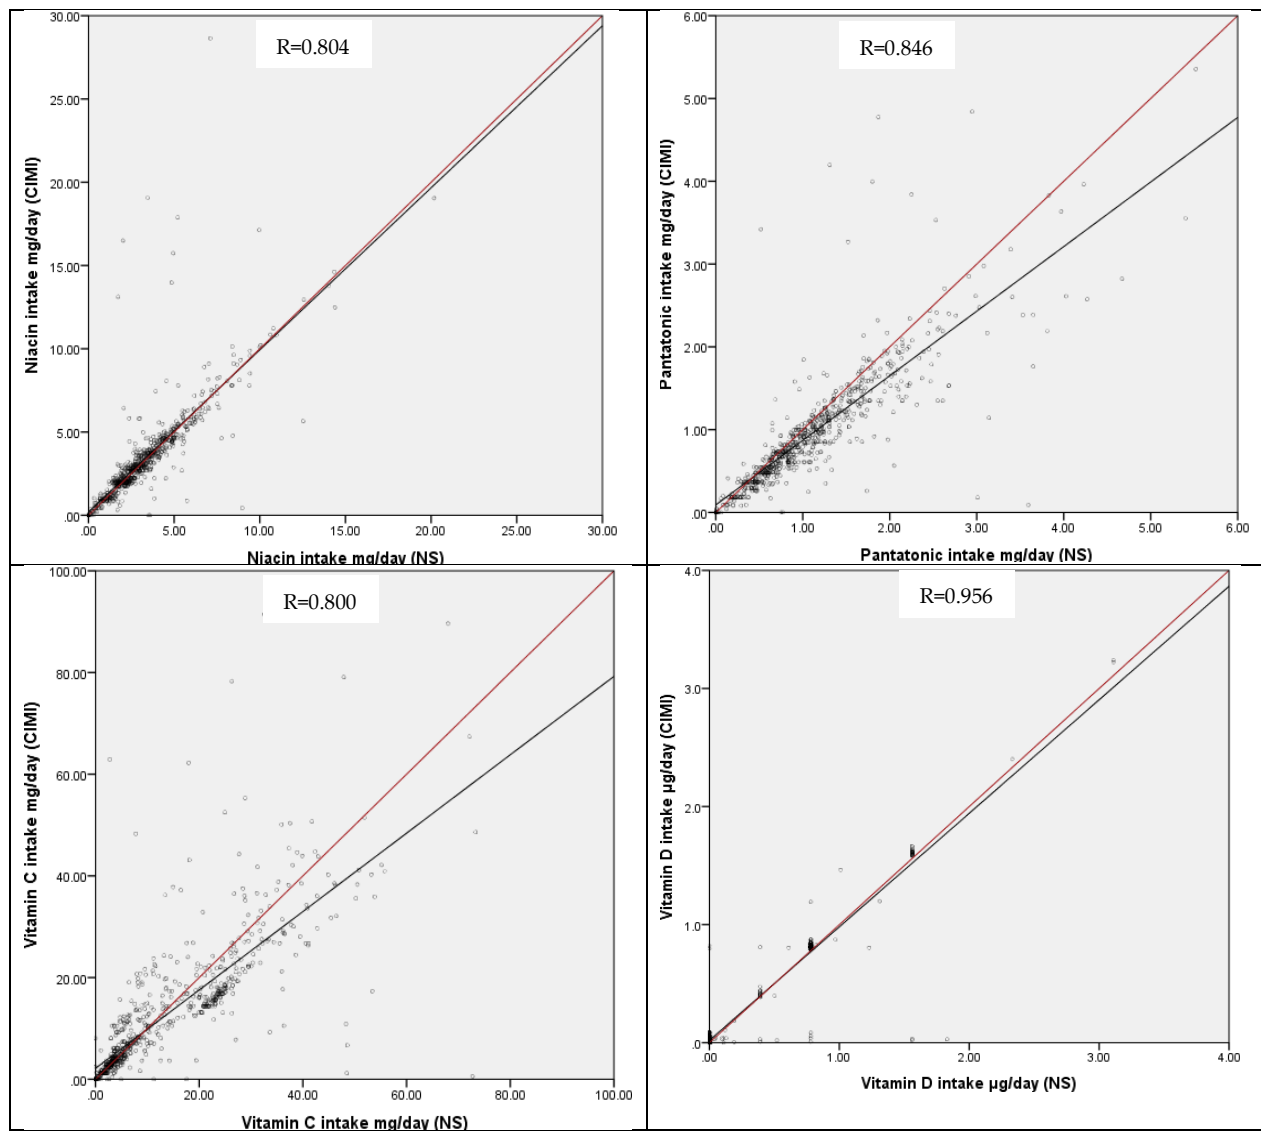 R=0.804
30.00
25.00
20.00
15.00
10.00
5.00
.00
Niacin intake mg/day (CIMI)
.00 5.00 10.00 15.00 20.00 25.00 30.00
Niacin intake mg/day (NS)
R=0.846
6.00
5.00
4.00
3.00
2.00
1.00
.00
Pantatonic intake mg/day (CIMI)
.00 1.00 2.00 3.00 4.00 5.00 6.00
Pantatonic intake mg/day (NS)
R=0.800
100.00
80.00
60.00
40.00
20.00
.00
Vitamin C intake mg/day (CIMI)
.00 20.00 40.00 60.00 80.00 100.00
Vitamin C intake mg/day (NS)
R=0.956
4.0
3.0
2.0
1.0
.0
Vitamin D intake µg/day (CIMI)
.00 1.00 2.00 3.00 4.00
Vitamin D intake µg/day (NS)